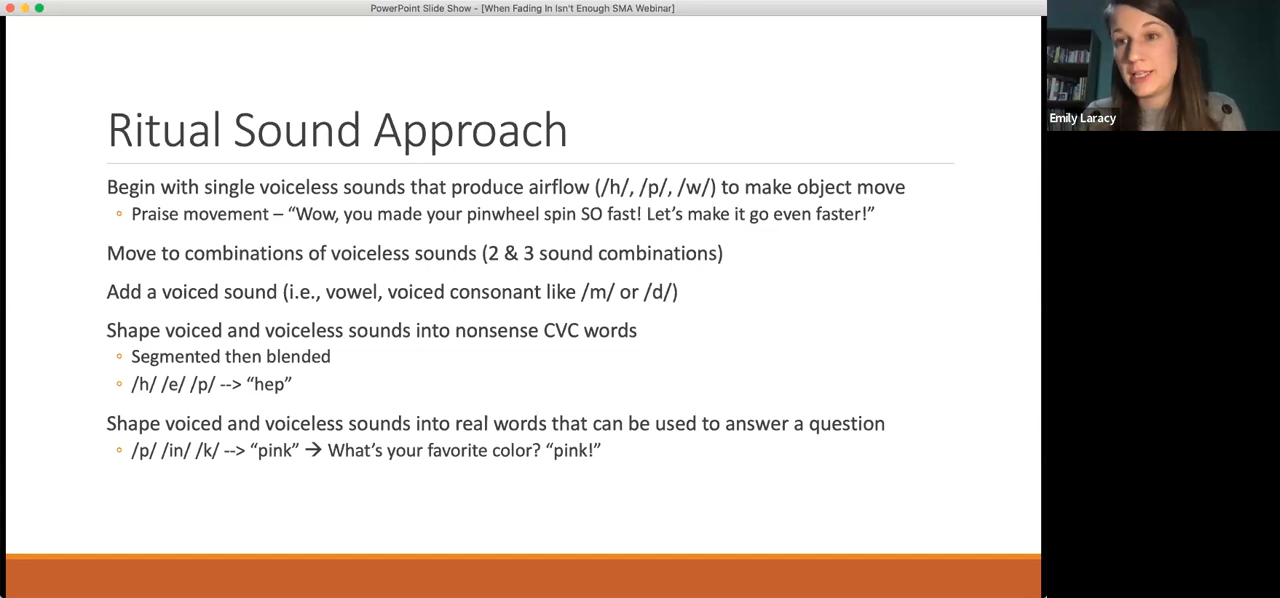 PowerPoint Slide Show - [When Fading In Isn't Enough SMA Webinar]
Emily Laracy
Ritual Sound Approach
Begin with single voiceless sounds that produce airflow (/h/, /p/, /w/) to make object move
◦ Praise movement – “Wow, you made your pinwheel spin SO fast! Let’s make it go even faster!”
Move to combinations of voiceless sounds (2 & 3 sound combinations)
Add a voiced sound (i.e., vowel, voiced consonant like /m/ or /d/)
Shape voiced and voiceless sounds into nonsense CVC words
◦ Segmented then blended
◦ /h/ /e/ /p/ --> “hep”
Shape voiced and voiceless sounds into real words that can be used to answer a question
◦ /p/ /in/ /k/ --> “pink” → What’s your favorite color? “pink!”